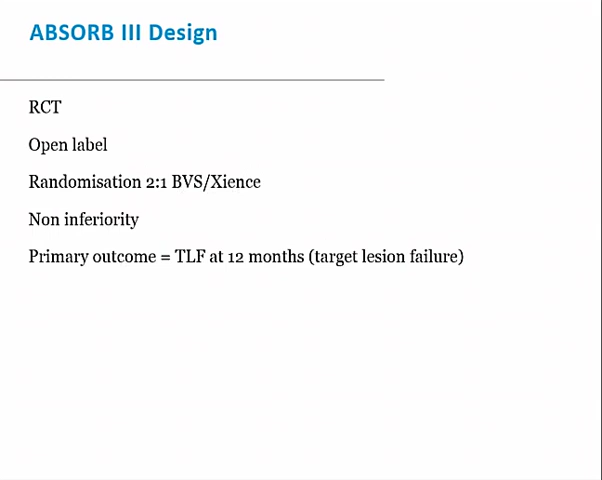 ABSORB III Design
RCT
Open label
Randomisation 2:1 BVS/Xience
Non inferiority
Primary outcome = TLF at 12 months (target lesion failure)